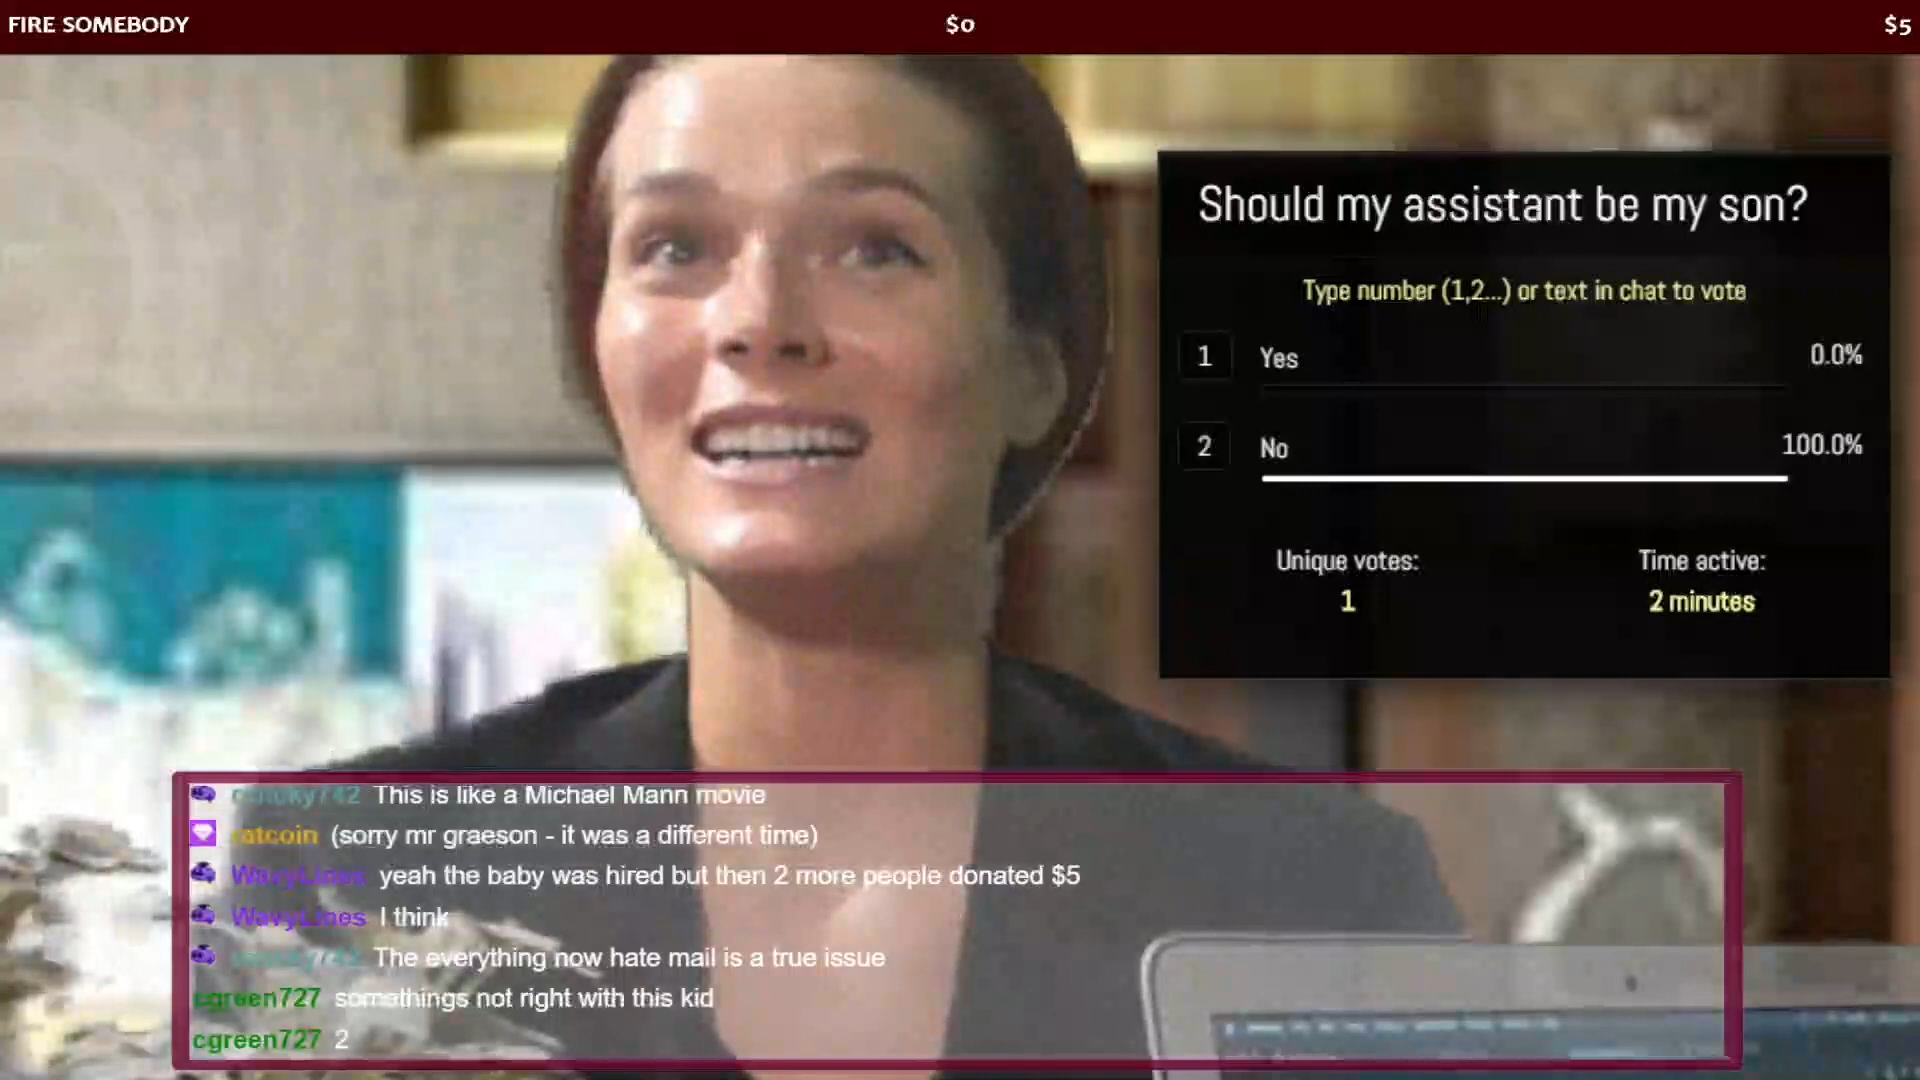 FIRE SOMEBODY $0 $5
Should my assistant be my son?
Type number (1,2...) or text in chat to vote
1 Yes 0.0%
2 No 100.0%
Unique votes: Time active:
1 2 minutes
This is like a Michael Mann movie
ratcoin (sorry mr graeson - it was a different time)
WavyLines yeah the baby was hired but then 2 more people donated $5
WavyLines I think
The everything now hate mail is a true issue
cgreen727 somethings not right with this kid
cgreen727 2